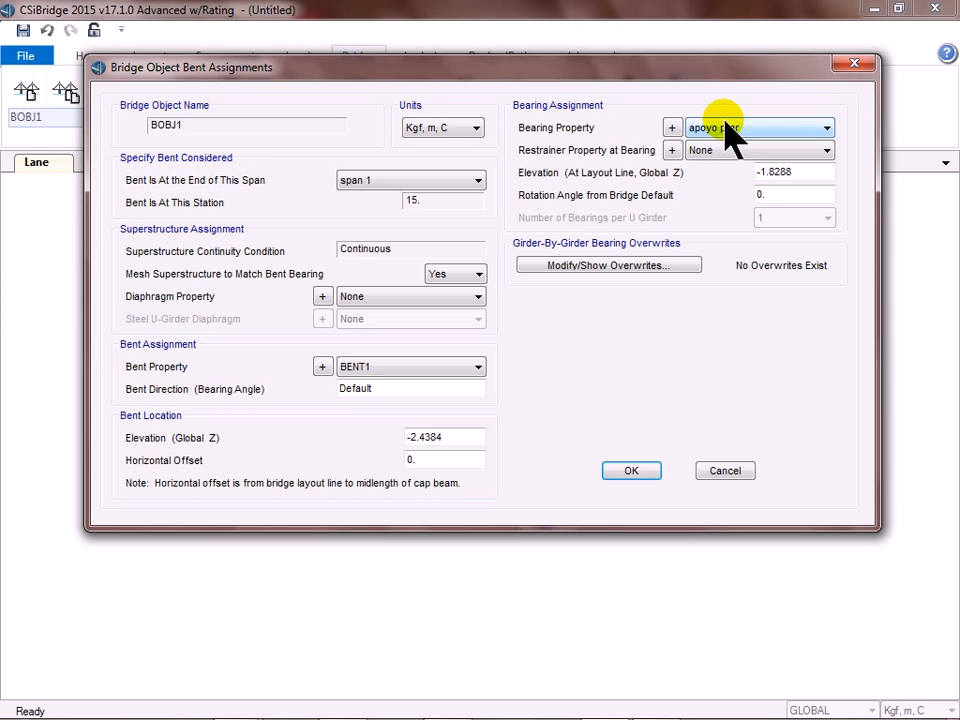 CSiBridge 2015 v17.1.0 Advanced w/Rating - (Untitled)
File
BOBJ1
Lane
Bridge Object Bent Assignments
Bridge Object Name
BOBJ1
Units
Kgf, m, C
Specify Bent Considered
Bent Is At the End of This Span
span 1
Bent Is At This Station
15.
Superstructure Assignment
Superstructure Continuity Condition
Continuous
Mesh Superstructure to Match Bent Bearing
Yes
Diaphragm Property
+
None
Steel U-Girder Diaphragm
+
None
Bent Assignment
Bent Property
+
BENT1
Bent Direction (Bearing Angle)
Default
Bent Location
Elevation (Global Z)
-2.4384
Horizontal Offset
0.
Note: Horizontal offset is from bridge layout line to midlength of cap beam.
Bearing Assignment
Bearing Property
+
apoyo
Restrainer Property at Bearing
+
None
Elevation (At Layout Line, Global Z)
-1.8288
Rotation Angle from Bridge Default
0.
Number of Bearings per U Girder
1
Girder-By-Girder Bearing Overwrites
Modify/Show Overwrites...
No Overwrites Exist
OK
Cancel
Ready
GLOBAL
Kgf, m, C